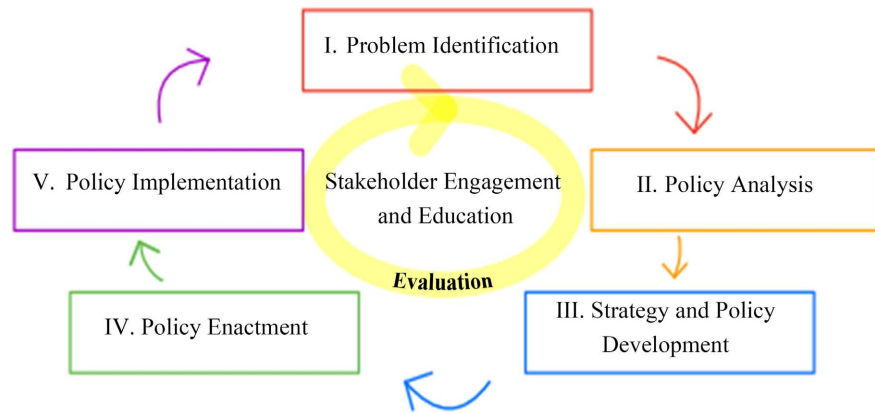 I. Problem Identification
II. Policy Analysis
III. Strategy and Policy
Development
IV. Policy Enactment
V. Policy Implementation
Stakeholder Engagement
and Education
Evaluation